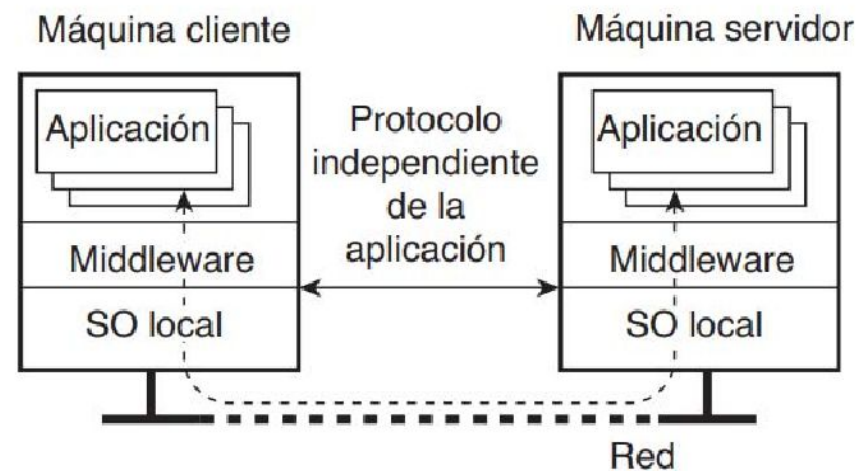 Máquina cliente
Máquina servidor
Aplicación
Protocolo
independiente
de la
aplicación
Aplicación
Middleware
Middleware
SO local
SO local
Red